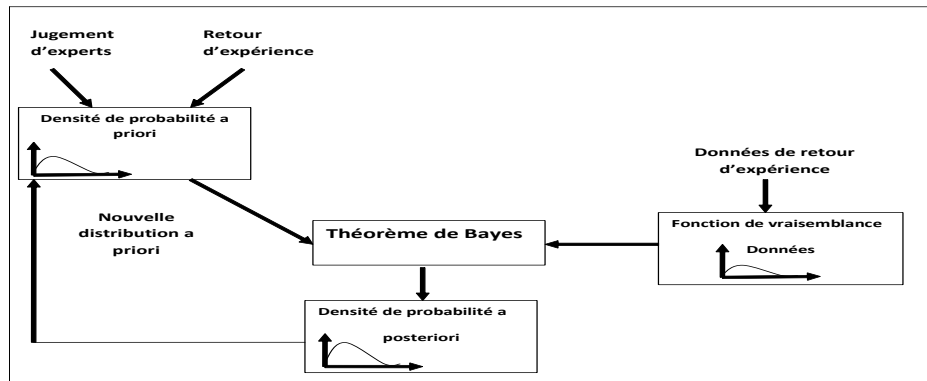 Jugement
d'experts
Retour
d'expérience
Densité de probabilité a
priori
Données de retour
d'expérience
Nouvelle
distribution a
priori
Théorème de Bayes
Fonction de vraisemblance
Données
Densité de probabilité a
posteriori